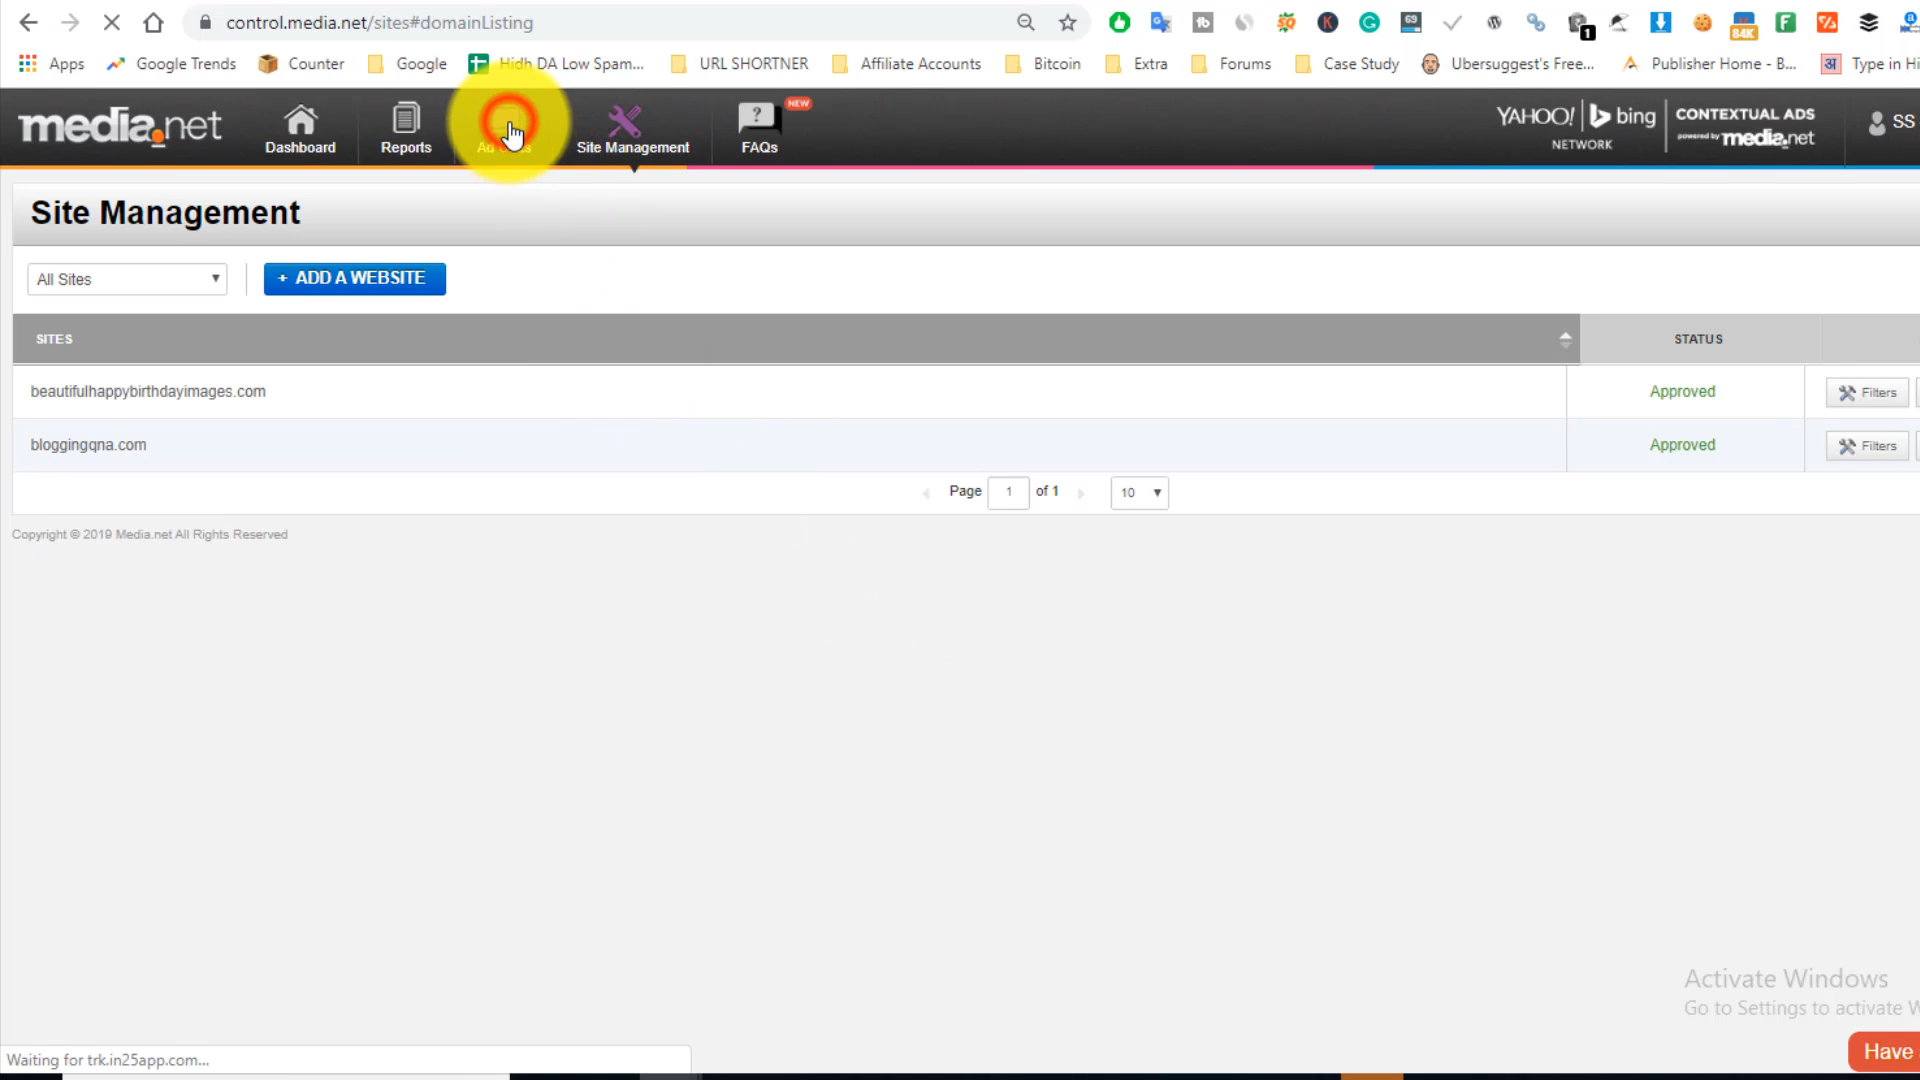 control.media.net/sites#domainListing
69
1
84K
Apps
Google Trends
Counter
Google
Hidh DA Low Spam...
URL SHORTNER
Affiliate Accounts
Bitcoin
Extra
Forums
Case Study
Ubersuggest's Free...
Publisher Home - B...
अ
Type in Hi
media.net
Dashboard
Reports
Site Management
?
NEW
FAQs
YAHOO! NETWORK
bing
CONTEXTUAL ADS
powered by media.net
SS
Site Management
All Sites
+ ADD A WEBSITE
SITES
STATUS
beautifulhappybirthdayimages.com
Approved
Filters
bloggingqna.com
Approved
Filters
Page 1 of 1
10
Copyright © 2019 Media.net All Rights Reserved
Activate Windows
Go to Settings to activate W
Waiting for trk.in25app.com...
Have